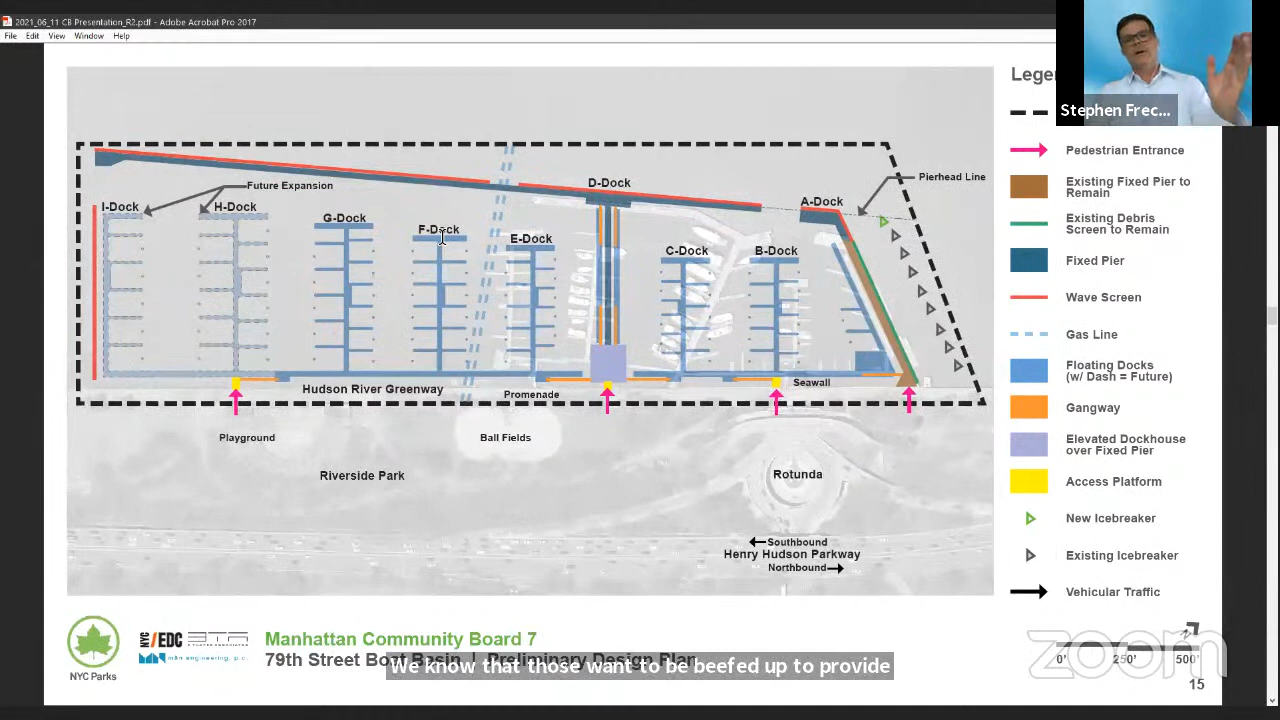 2021_06_11 CB Presentation_R2.pdf - Adobe Acrobat Pro 2017
File Edit View Window Help
Stephen Frec...
Lege
Pedestrian Entrance
Existing Fixed Pier to
Remain
Existing Debris
Screen to Remain
Fixed Pier
Wave Screen
Gas Line
Floating Docks
(w/ Dash = Future)
Gangway
Elevated Dockhouse
over Fixed Pier
Access Platform
New Icebreaker
Existing Icebreaker
Vehicular Traffic
D-Dock
Pierhead Line
Future Expansion
I-Dock
H-Dock
A-Dock
G-Dock
F-Dock
E-Dock
C-Dock
B-Dock
Hudson River Greenway
Promenade
Seawall
Playground
Ball Fields
Riverside Park
Rotunda
Southbound
Henry Hudson Parkway
Northbound
NYC Parks
NYC/EDC
Manhattan Community Board 7
79th Street Boat Basin | Preliminary Design Plan
We know that those want to be beefed up to provide
zoom
0' 250' 500'
15